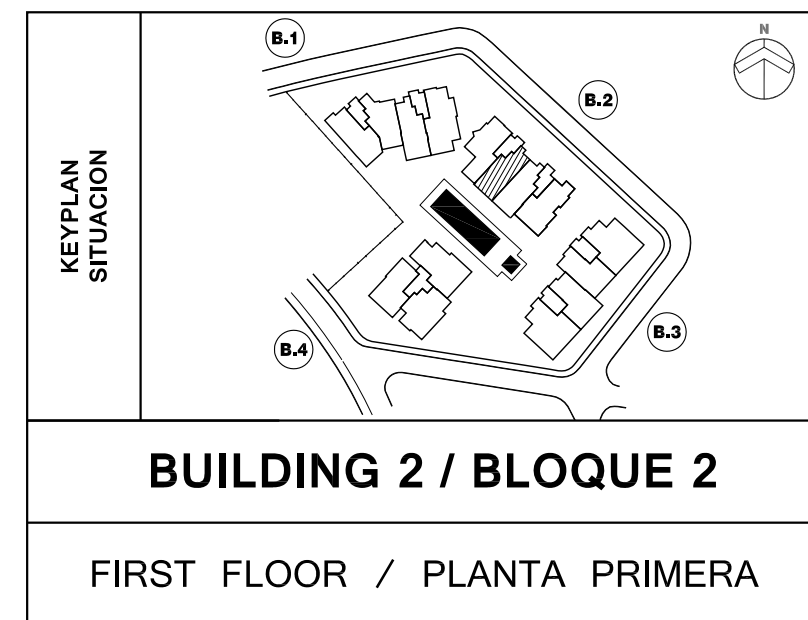 KEYPLAN
SITUACION
B.1
N
B.2
B.3
B.4
BUILDING 2 / BLOQUE 2
FIRST FLOOR / PLANTA PRIMERA